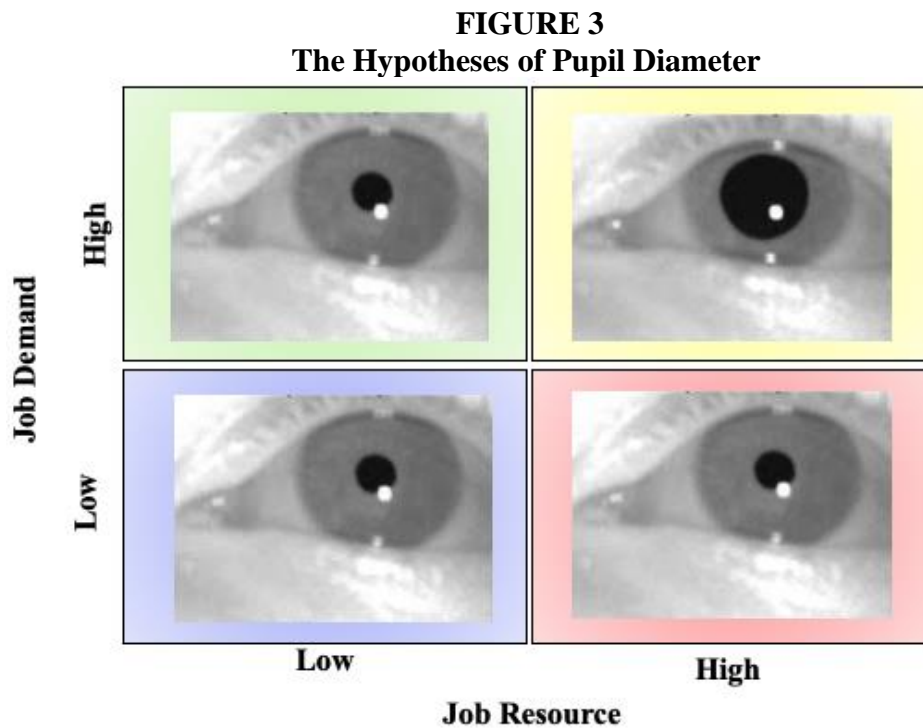 FIGURE 3
The Hypotheses of Pupil Diameter
High
Job Demand
Low
Low
High
Job Resource